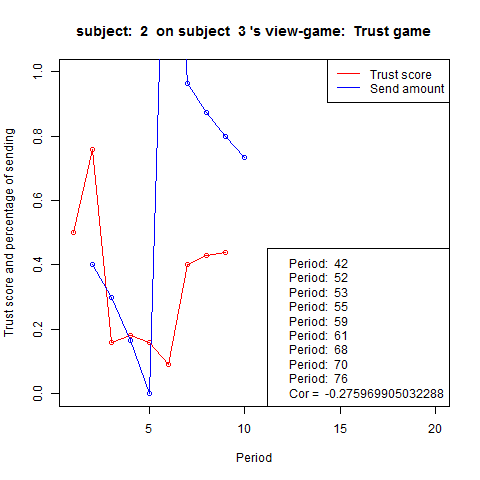 subject:  2  on subject  3 's view-game:  Trust game
Trust score and percentage of sending
1.0
0.8
0.6
0.4
0.2
0.0
Trust score
Send amount
Period:  42
Period:  52
Period:  53
Period:  55
Period:  59
Period:  61
Period:  68
Period:  70
Period:  76
Cor =  -0.275969905032288
5 10 15 20
Period